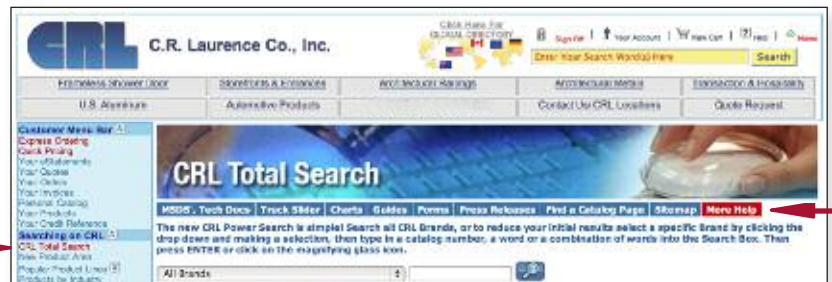 CRL
C.R. Laurence Co., Inc.
Click Here For
GLOBAL DIRECTORY
Sign Off | Your Account | View Cart | Help | Home
Enter Your Search Word(s) Here
Search
Frameless Shower Door
Storefronts & Entrances
Architectural Railings
Architectural Metals
Transaction & Hospitality
U.S. Aluminum
Automotive Products
Contact Us/CRL Locations
Quote Request
Customer Menu Bar
Express Ordering
Quick Pricing
Your eStatements
Your Quotes
Your Orders
Your Invoices
Personal Catalog
Your Products
Your Credit Reference
Searching on CRL
CRL Total Search
New Product Area
Popular Product Lines
Products by Industry
CRL Total Search
MSDS', Tech Docs
Track Slider
Charts
Guides
Forms
Press Releases
Find a Catalog Page
Sitemap
More Help
The new CRL Power Search is simple! Search all CRL Brands, or to reduce your initial results select a specific Brand by clicking the
drop down and making a selection, then type in a catalog number, a word or a combination of words into the Search Box. Then
press ENTER or click on the magnifying glass icon.
All Brands